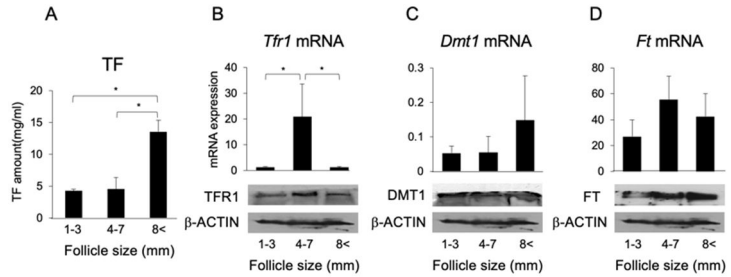 A
TF
TF amount(mg/ml)
20
15
10
5
0
*
*
1-3 4-7 8<
Follicle size (mm)
B
Tfr1 mRNA
mRNA expression
40
30
20
10
0
* *
TFR1
β-ACTIN
1-3 4-7 8<
Follicle size (mm)
C
Dmt1 mRNA
0.3
0.2
0.1
0
DMT1
β-ACTIN
1-3 4-7 8<
Follicle size (mm)
D
Ft mRNA
80
60
40
20
0
FT
β-ACTIN
1-3 4-7 8<
Follicle size (mm)